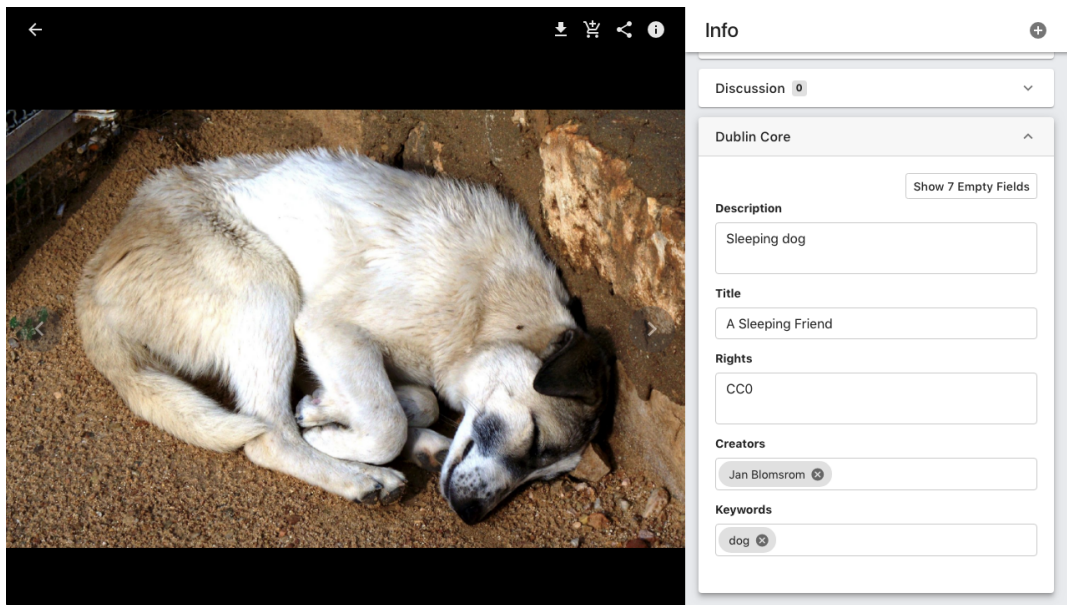 Info
Discussion 0
Dublin Core
Show 7 Empty Fields
Description
Sleeping dog
Title
A Sleeping Friend
Rights
CC0
Creators
Jan Blomsrom
Keywords
dog